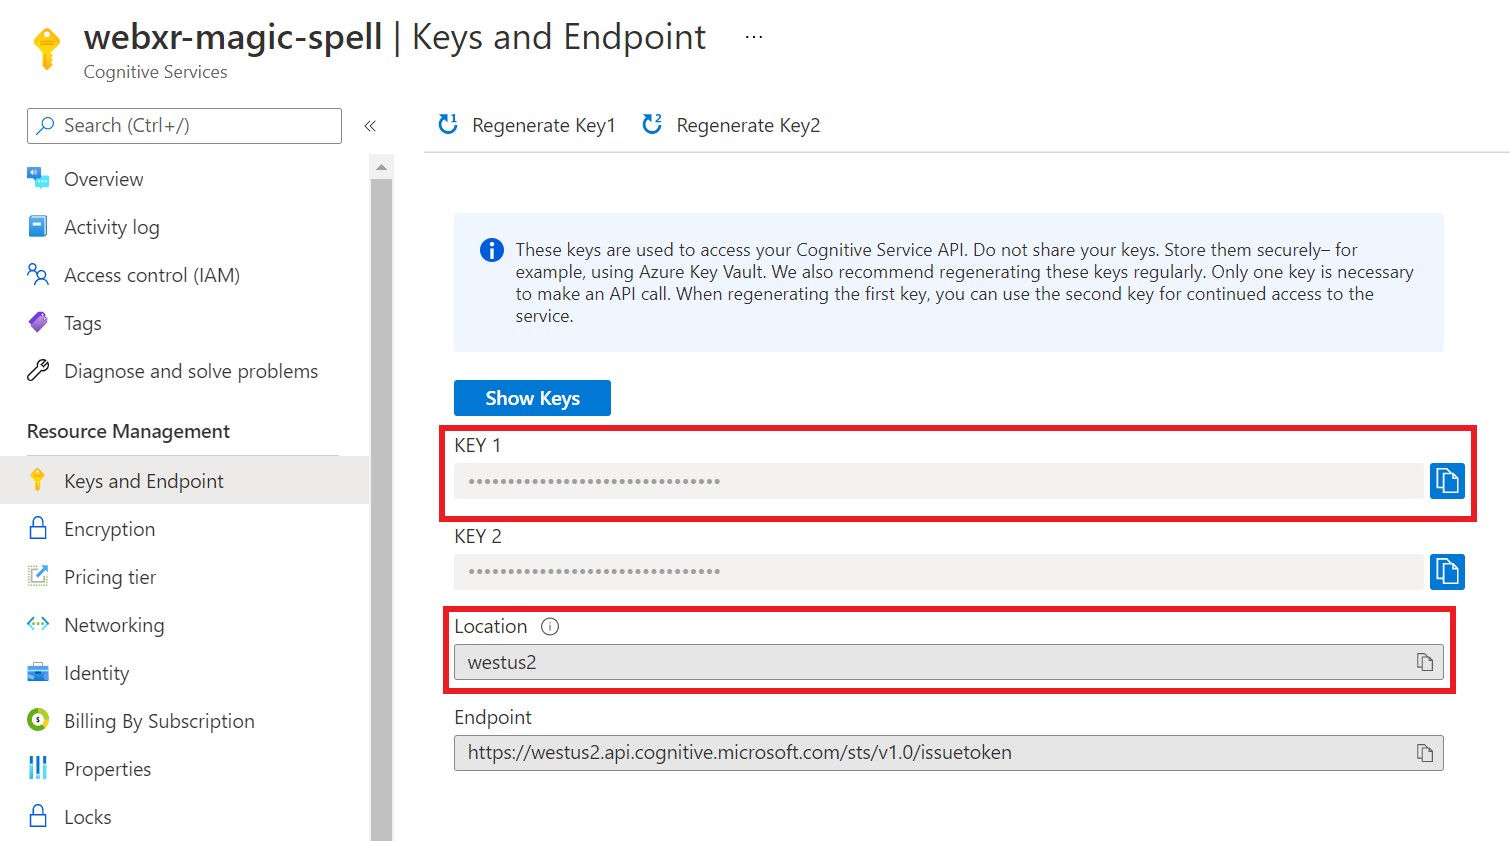 webxr-magic-spell | Keys and Endpoint ...
Cognitive Services
Search (Ctrl+/)
«
Overview
Activity log
Access control (IAM)
Tags
Diagnose and solve problems
Resource Management
Keys and Endpoint
Encryption
Pricing tier
Networking
Identity
Billing By Subscription
Properties
Locks
1 Regenerate Key1 2 Regenerate Key2
These keys are used to access your Cognitive Service API. Do not share your keys. Store them securely– for
example, using Azure Key Vault. We also recommend regenerating these keys regularly. Only one key is necessary
to make an API call. When regenerating the first key, you can use the second key for continued access to the
service.
Show Keys
KEY 1
••••••••••••••••••••••••••••••••
KEY 2
••••••••••••••••••••••••••••••••
Location
westus2
Endpoint
https://westus2.api.cognitive.microsoft.com/sts/v1.0/issuetoken